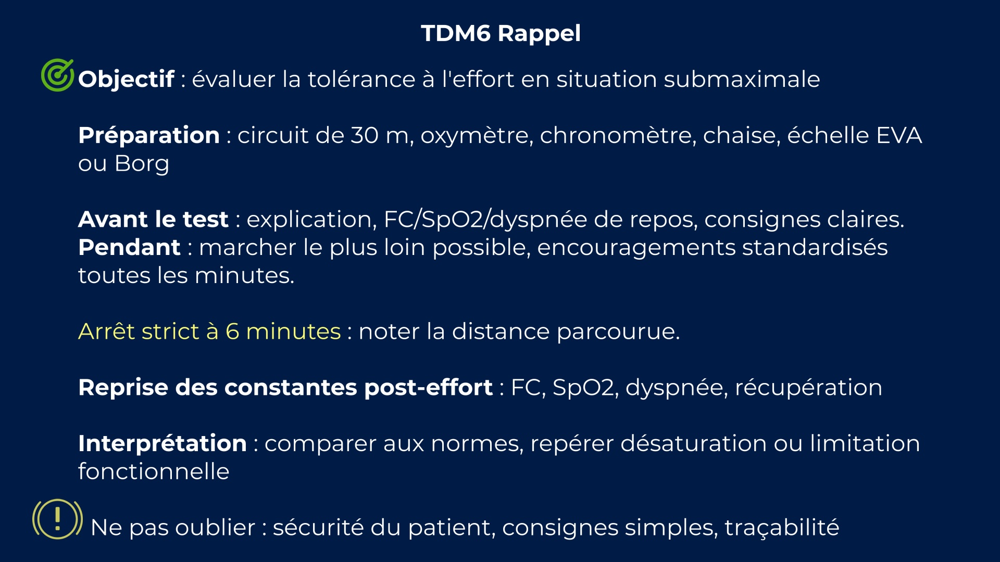 TDM6 Rappel
Objectif : évaluer la tolérance à l'effort en situation submaximale
Préparation : circuit de 30 m, oxymètre, chronomètre, chaise, échelle EVA
ou Borg
Avant le test : explication, FC/SpO2/dyspnée de repos, consignes claires.
Pendant : marcher le plus loin possible, encouragements standardisés
toutes les minutes.
Arrêt strict à 6 minutes : noter la distance parcourue.
Reprise des constantes post-effort : FC, SpO2, dyspnée, récupération
Interprétation : comparer aux normes, repérer désaturation ou limitation
fonctionnelle
Ne pas oublier : sécurité du patient, consignes simples, traçabilité